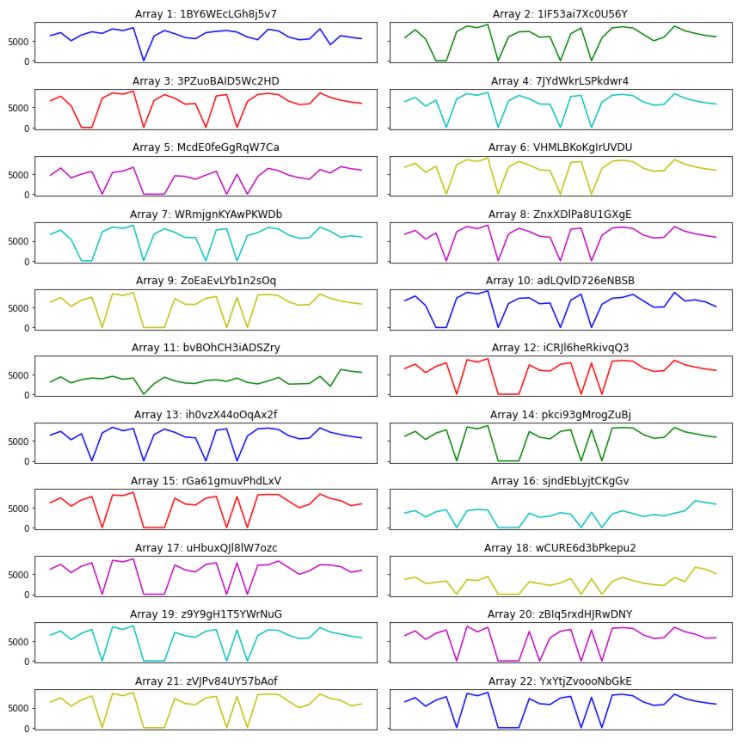 Array 1: 1BY6WEcLGh8j5v7
Array 2: 1IF53ai7Xc0U56Y
5000
0
Array 3: 3PZuoBAID5Wc2HD
Array 4: 7JYdWkrLSPkdwr4
5000
0
Array 5: McdE0feGgRqW7Ca
Array 6: VHMLBKoKgIrUVDU
5000
0
Array 7: WRmjgnKYAwPKWDb
Array 8: ZnxXDlPa8U1GXgE
5000
0
Array 9: ZoEaEvLYb1n2sOq
Array 10: adLQvlD726eNBSB
5000
0
Array 11: bvBOhCH3iADSZry
Array 12: iCRJl6heRkivqQ3
5000
0
Array 13: ih0vzX44oOqAx2f
Array 14: pkci93gMrogZuBj
5000
0
Array 15: rGa61gmuvPhdLxV
Array 16: sjndEbLyjtCKgGv
5000
0
Array 17: uHbuxQJl8lW7ozc
Array 18: wCURE6d3bPkepu2
5000
0
Array 19: z9Y9gH1T5YWrNuG
Array 20: zBIq5rxdHJRwDNY
5000
0
Array 21: zVJPv84UY57bAof
Array 22: YxYtjZvoooNbGkE
5000
0